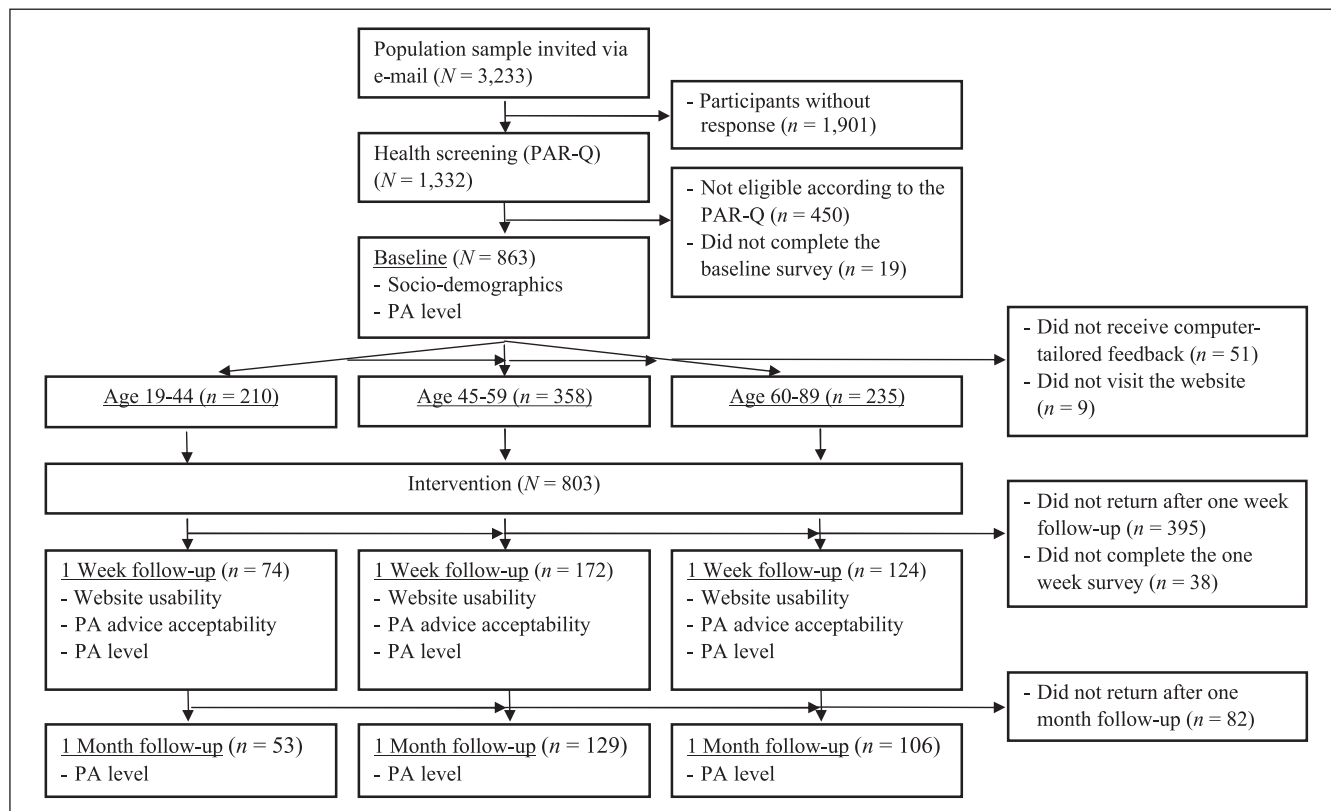 Population sample invited via
e-mail (N = 3,233)
- Participants without
response (n = 1,901)
Health screening (PAR-Q)
(N = 1,332)
- Not eligible according to the
PAR-Q (n = 450)
- Did not complete the
baseline survey (n = 19)
Baseline (N = 863)
- Socio-demographics
- PA level
- Did not receive computer-
tailored feedback (n = 51)
- Did not visit the website
(n = 9)
Age 19-44 (n = 210)
Age 45-59 (n = 358)
Age 60-89 (n = 235)
Intervention (N = 803)
- Did not return after one week
follow-up (n = 395)
- Did not complete the one
week survey (n = 38)
1 Week follow-up (n = 74)
- Website usability
- PA advice acceptability
- PA level
1 Week follow-up (n = 172)
- Website usability
- PA advice acceptability
- PA level
1 Week follow-up (n = 124)
- Website usability
- PA advice acceptability
- PA level
- Did not return after one
month follow-up (n = 82)
1 Month follow-up (n = 53)
- PA level
1 Month follow-up (n = 129)
- PA level
1 Month follow-up (n = 106)
- PA level